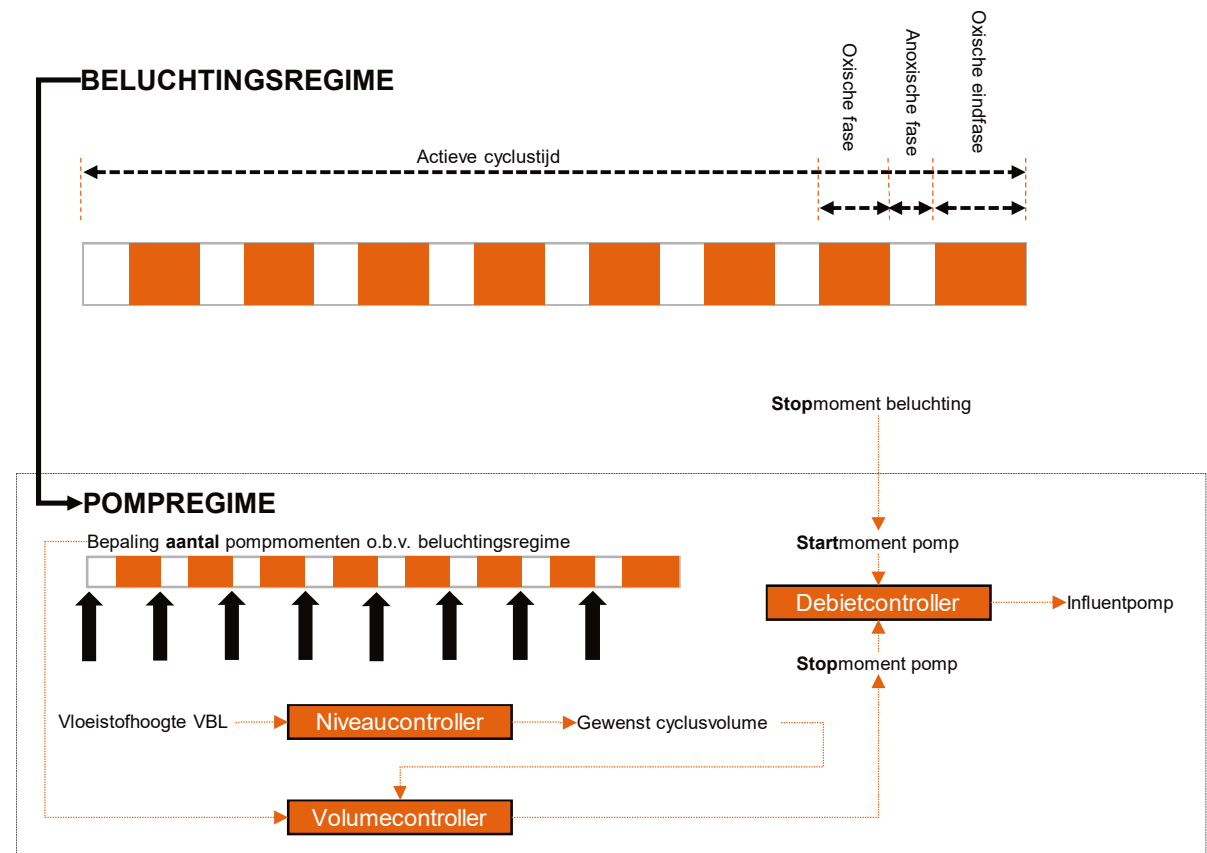 Oxische fase
Anoxische fase
Oxische eindfase
BELUCHTINGSREGIME
Actieve cyclustijd
Stopmoment beluchting
POMPREGIME
Bepaling aantal pompmomenten o.b.v. beluchtingsregime
Startmoment pomp
Debietcontroller
Influentpomp
Stopmoment pomp
Vloeistofhoogte VBL
Niveaucontroller
Gewenst cyclusvolume
Volumecontroller